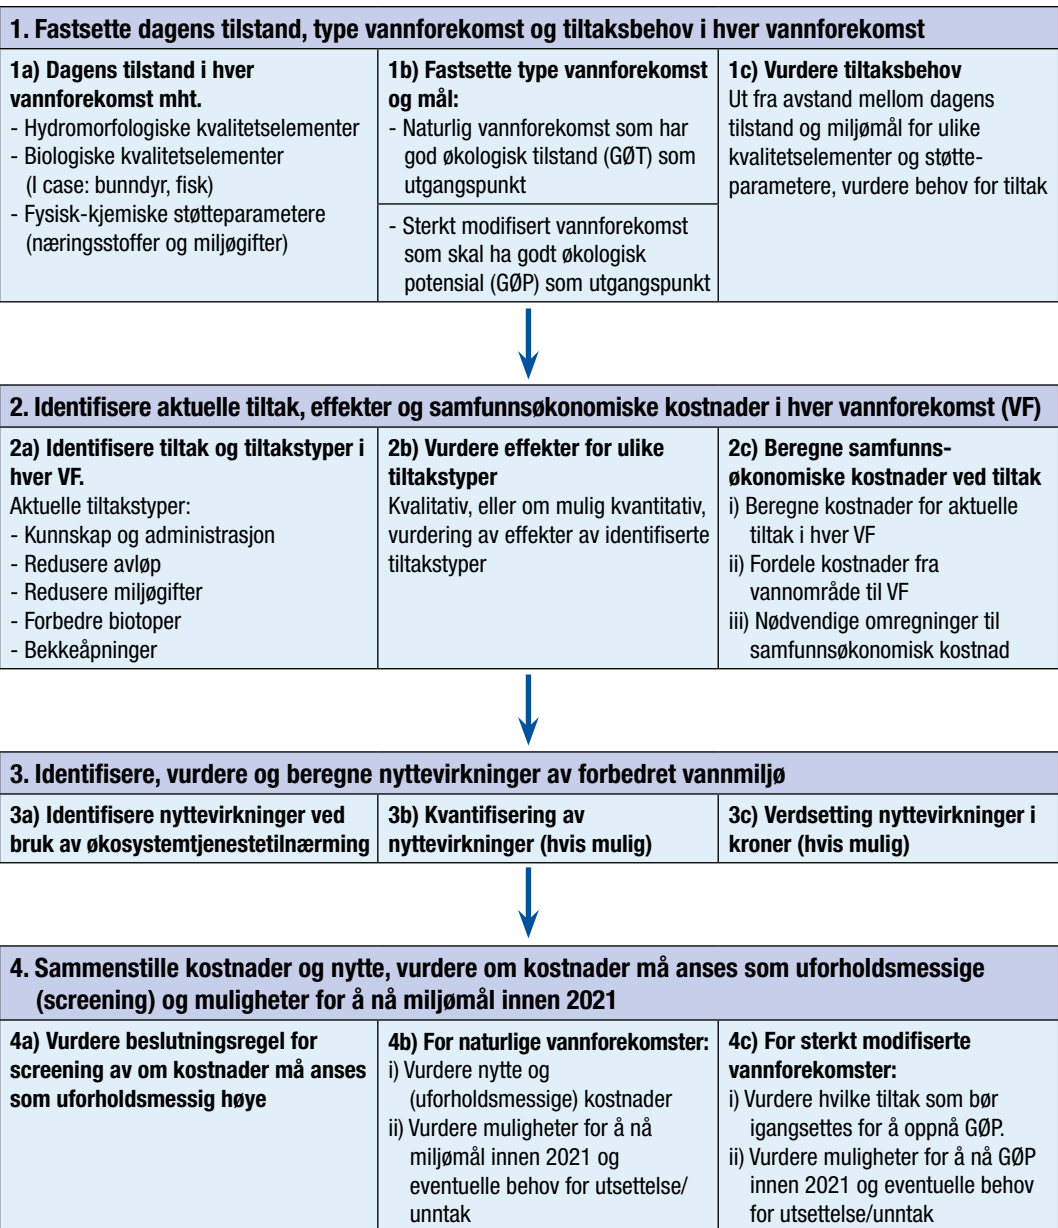 1. Fastsette dagens tilstand, type vannforekomst og tiltaksbehov i hver vannforekomst
1a) Dagens tilstand i hver
vannforekomst mht.
- Hydromorfologiske kvalitetselementer
- Biologiske kvalitetselementer
(I case: bunndyr, fisk)
- Fysisk-kjemiske støtteparametere
(næringsstoffer og miljøgifter)
1b) Fastsette type vannforekomst
og mål:
- Naturlig vannforekomst som har
god økologisk tilstand (GØT) som
utgangspunkt
- Sterkt modifisert vannforekomst
som skal ha godt økologisk
potensial (GØP) som utgangspunkt
1c) Vurdere tiltaksbehov
Ut fra avstand mellom dagens
tilstand og miljømål for ulike
kvalitetselementer og støtte-
parametere, vurdere behov for tiltak
2. Identifisere aktuelle tiltak, effekter og samfunnsøkonomiske kostnader i hver vannforekomst (VF)
2a) Identifisere tiltak og tiltakstyper i
hver VF.
Aktuelle tiltakstyper:
- Kunnskap og administrasjon
- Redusere avløp
- Redusere miljøgifter
- Forbedre biotoper
- Bekkeåpninger
2b) Vurdere effekter for ulike
tiltakstyper
Kvalitativ, eller om mulig kvantitativ,
vurdering av effekter av identifiserte
tiltakstyper
2c) Beregne samfunns-
økonomiske kostnader ved tiltak
i) Beregne kostnader for aktuelle
tiltak i hver VF
ii) Fordele kostnader fra
vannområde til VF
iii) Nødvendige omregninger til
samfunnsøkonomisk kostnad
3. Identifisere, vurdere og beregne nyttevirkninger av forbedret vannmiljø
3a) Identifisere nyttevirkninger ved
bruk av økosystemtjenestetilnærming
3b) Kvantifisering av
nyttevirkninger (hvis mulig)
3c) Verdsetting nyttevirkninger i
kroner (hvis mulig)
4. Sammenstille kostnader og nytte, vurdere om kostnader må anses som uforholdsmessige
(screening) og muligheter for å nå miljømål innen 2021
4a) Vurdere beslutningsregel for
screening av om kostnader må anses
som uforholdsmessig høye
4b) For naturlige vannforekomster:
i) Vurdere nytte og
(uforholdsmessige) kostnader
ii) Vurdere muligheter for å nå
miljømål innen 2021 og
eventuelle behov for utsettelse/
unntak
4c) For sterkt modifiserte
vannforekomster:
i) Vurdere hvilke tiltak som bør
igangsettes for å oppnå GØP.
ii) Vurdere muligheter for å nå GØP
innen 2021 og eventuelle behov
for utsettelse/unntak